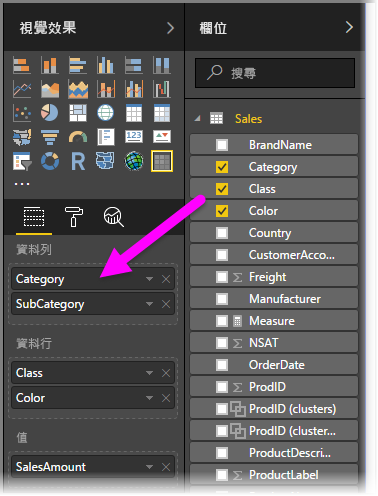 視覺效果
R
123
...
資料列
Category
SubCategory
資料行
Class
Color
值
SalesAmount
欄位
搜尋
Sales
BrandName
Category
Class
Color
Country
CustomerAcco...
Freight
Manufacturer
Measure
NSAT
OrderDate
ProdID
ProdID (clusters)
ProdID (cluster...
ProductDescri...
ProductLabel